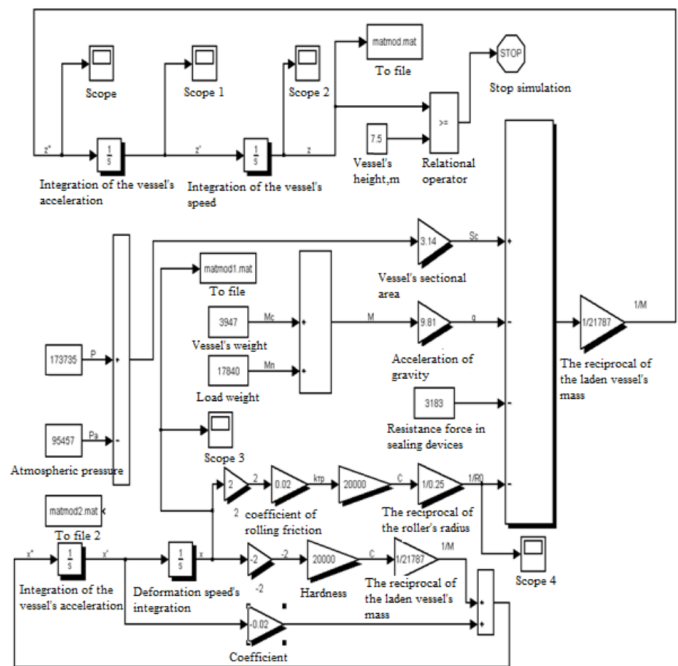 matmod.mat
To file
STOP
Stop simulation
Scope
Scope 1
Scope 2
z"
1
s
z'
1
s
z
7.5
>=
Vessel's
height,m
Relational
operator
Integration of the vessel's
acceleration
Integration of the vessel's
speed
3.14
Sc
+
Vessel's sectional
area
matmod1.mat
To file
3947
Mc
+
Vessel's weight
M
9.81
g
-
1/21787
1/M
17840
Mn
+
Load weight
Acceleration of
gravity
The reciprocal of
the laden vessel's
mass
173735
P
+
3183
-
Resistance force in
sealing devices
95457
Pa
-
Atmospheric pressure
Scope 3
2
2
0.02
kтр
20000
C
1/0.25
1/R0
-
2
coefficient of
rolling friction
The reciprocal of
the roller's radius
matmod2.mat
To file 2
Scope 4
x"
1
s
x'
1
s
x
-2
-2
20000
C
1/21787
1/M
Integration of the
vessel's acceleration
Deformation speed's
integration
-2
Hardness
The reciprocal of
the laden vessel's
mass
+
+
-0.02
Coefficient